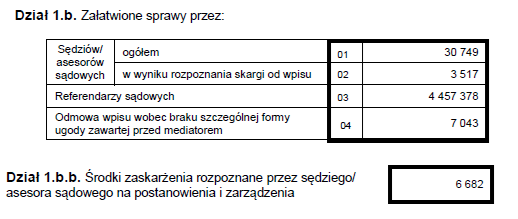 Dział 1.b. Załatwione sprawy przez:
Sędziów/ asesorów sądowych
ogółem 01 30 749
w wyniku rozpoznania skargi od wpisu 02 3 517
Referendarzy sądowych 03 4 457 378
Odmowa wpisu wobec braku szczególnej formy
ugody zawartej przed mediatorem 04 7 043
Dział 1.b.b. Środki zaskarżenia rozpoznane przez sędziego/
asesora sądowego na postanowienia i zarządzenia 6 682